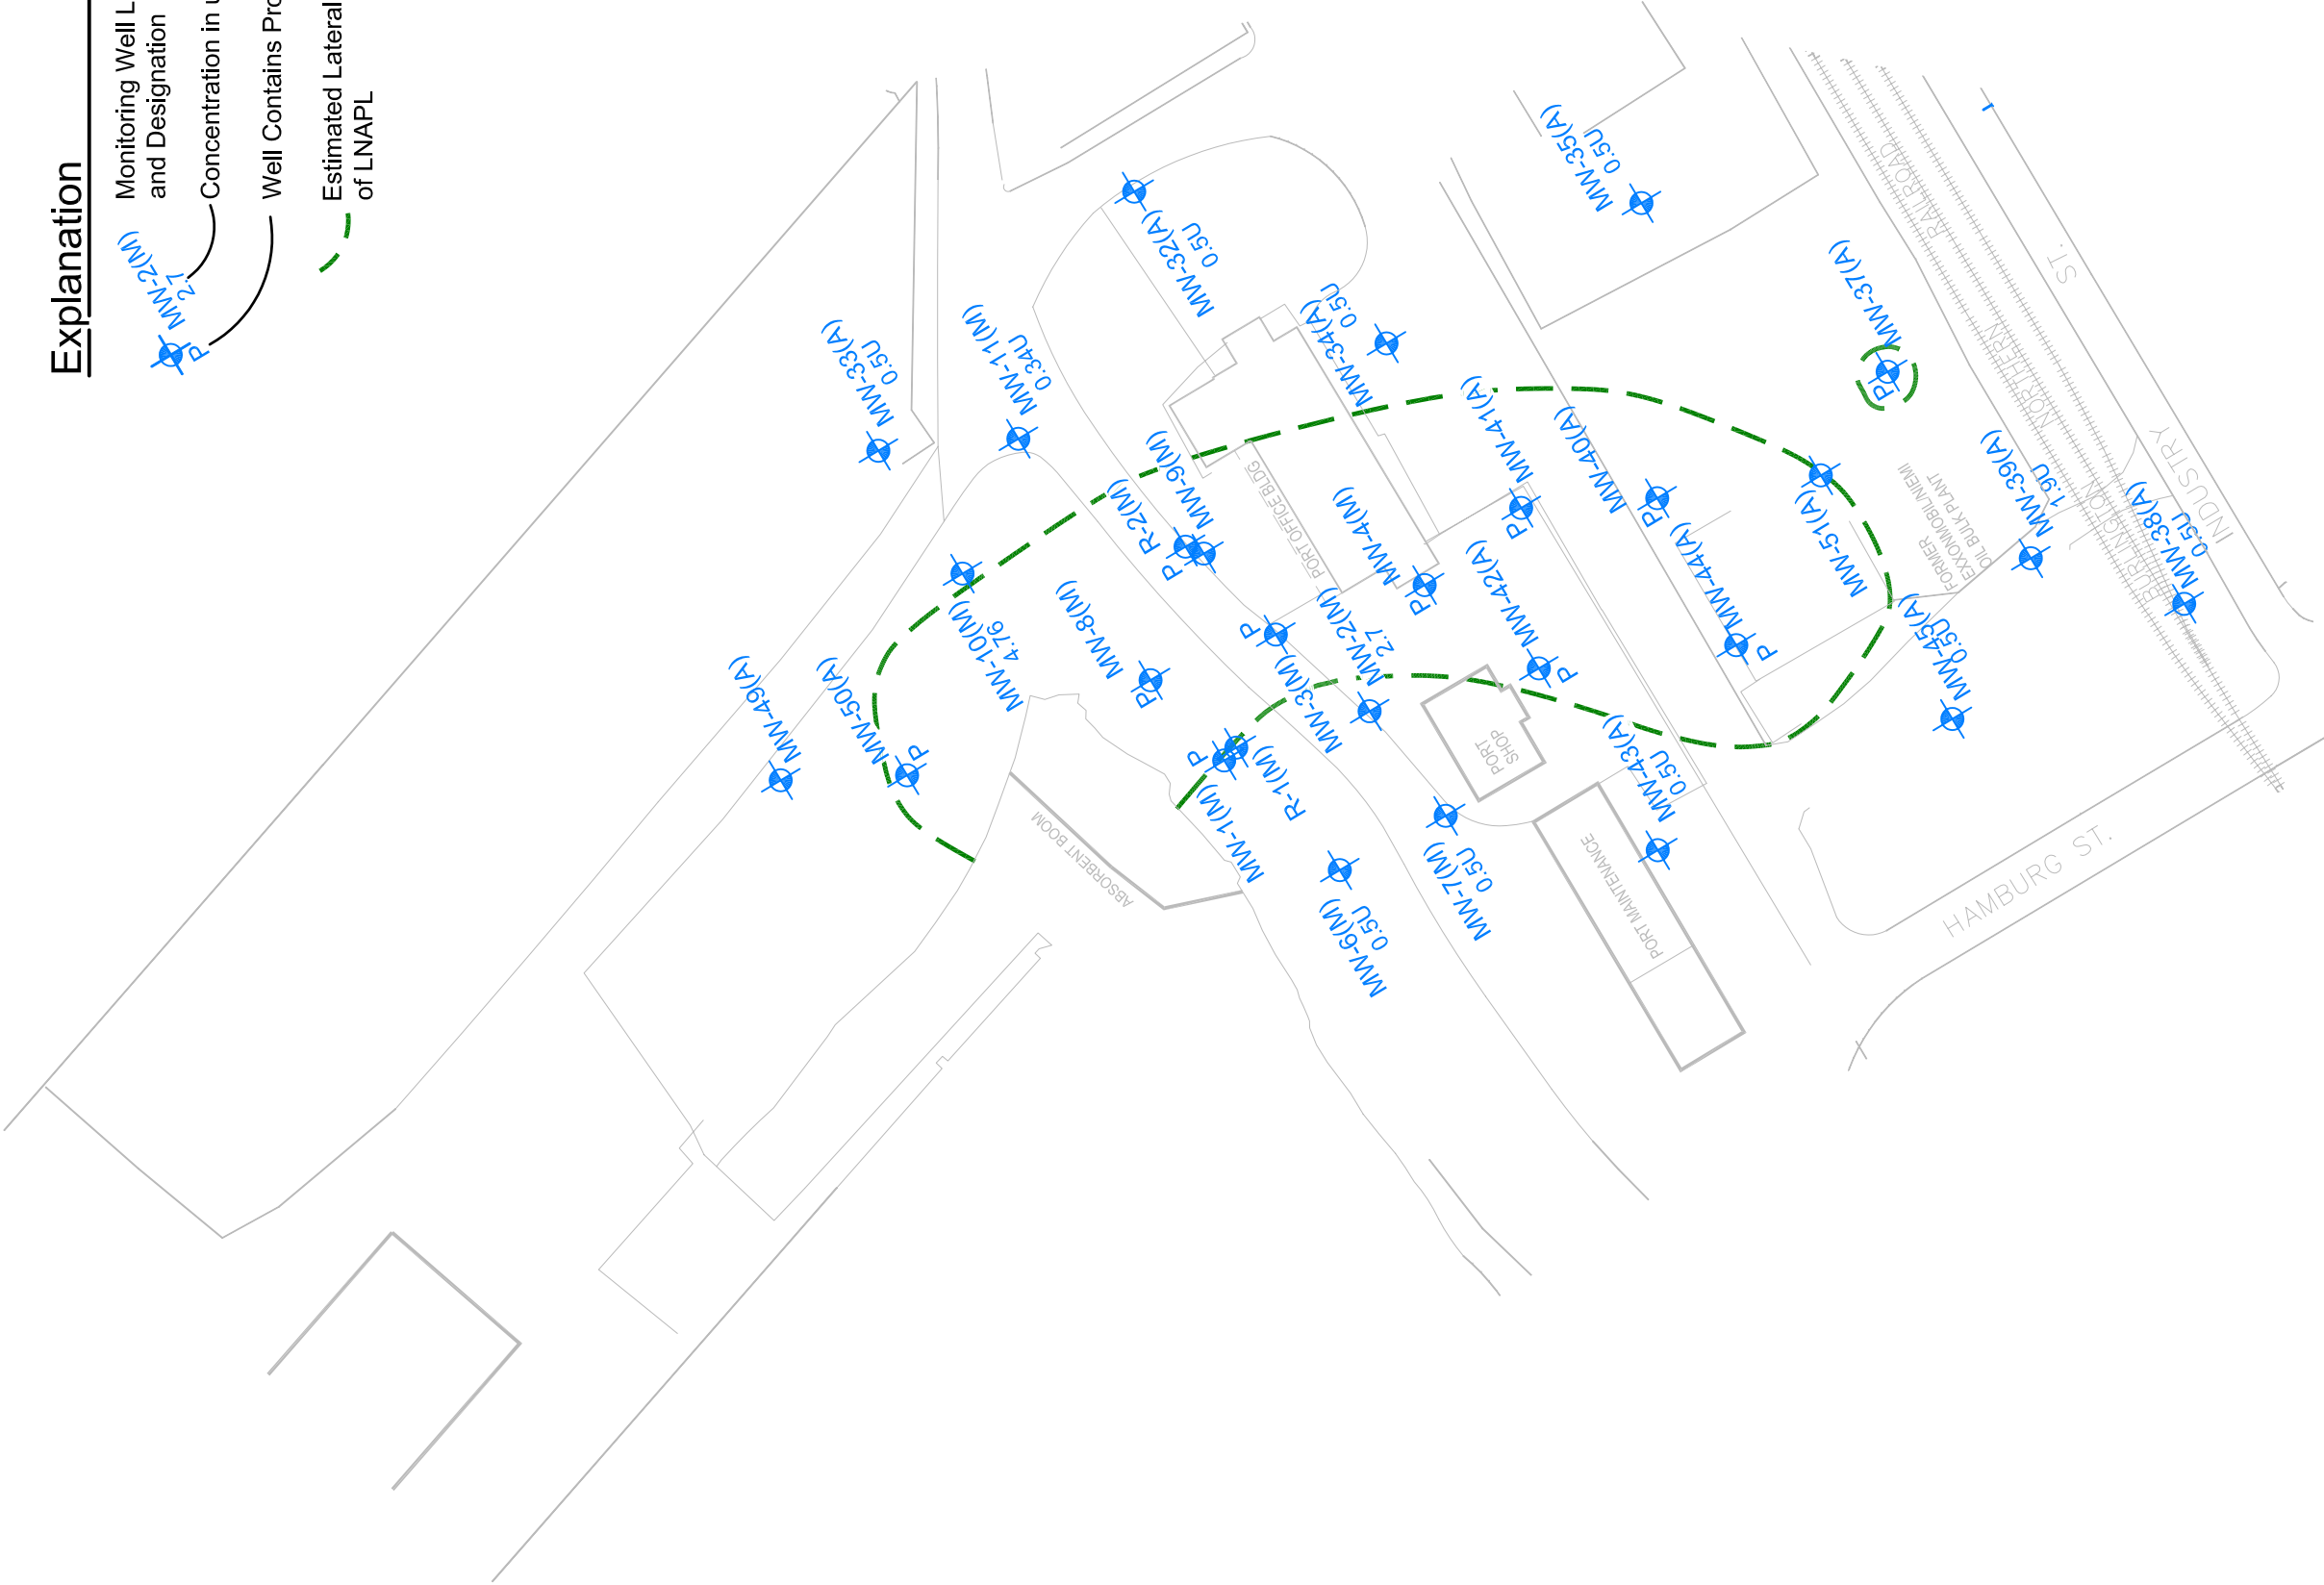 Explanation
MW-2(M)
2.7
P
Monitoring Well L
and Designation
Concentration in u
Well Contains Pro
Estimated Lateral
of LNAPL
MW-33(A)
0.5U
MW-11(M)
0.34U
MW-32(A)
0.5U
MW-34(A)
0.5U
MW-35(A)
0.5U
MW-37(A)
P
MW-49(A)
MW-50(A)
P
MW-10(M)
4.76
MW-8(M)
P
R-2(M)
P
MW-9(M)
PORT OFFICE BLDG
MW-4(M)
P
MW-41(A)
P
MW-40(A)
P
MW-42(A)
P
MW-44(A)
P
MW-51(A)
FORMER
EXXONMOBIL/NEMI
OIL BULK PLANT
MW-39(A)
1.9U
MW-38(A)
0.5U
MW-45(A)
0.5U
BURLINGTON
NORTHERN
RAILROAD
INDUSTRY
ST.
P
MW-3(M)
MW-2(M)
2.7
P
R-1(M)
MW-1(M)
MW-6(M)
0.5U
MW-7(M)
0.5U
PORT
SHOP
MW-43(A)
0.5U
PORT MAINTENANCE
ABSORBENT BOOM
HAMBURG ST.